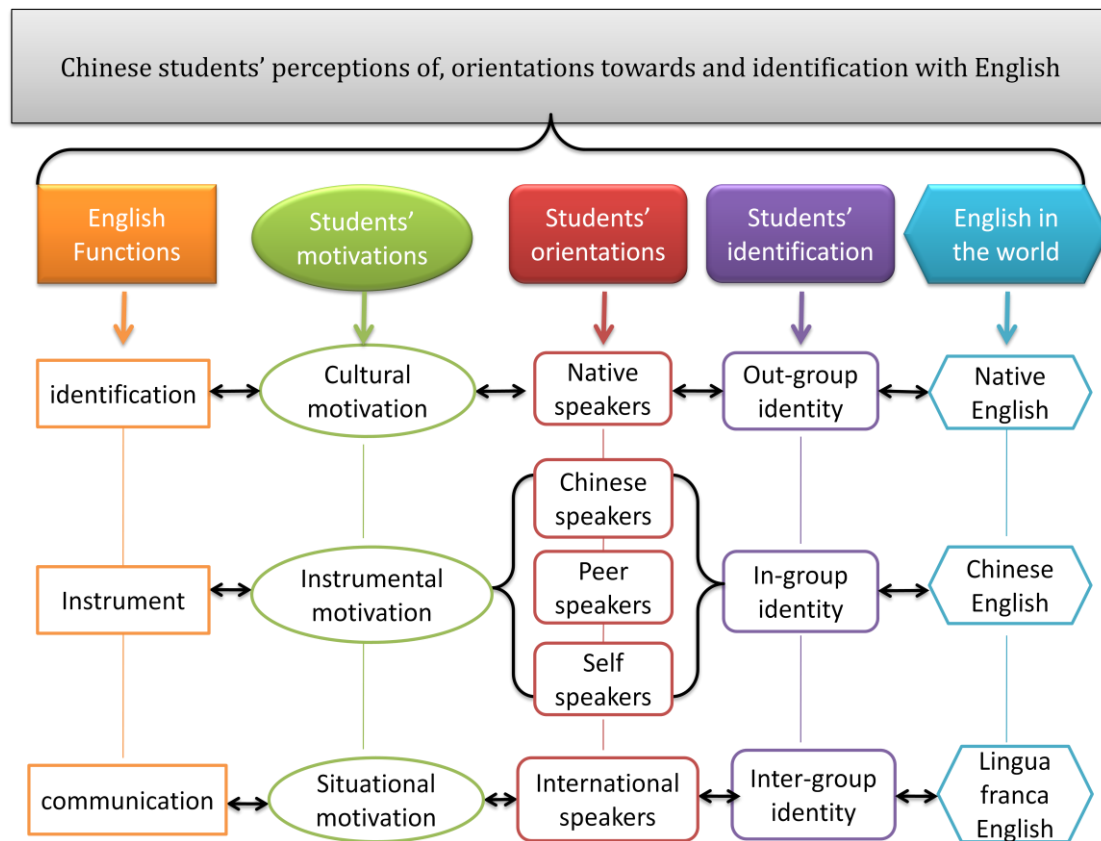 Chinese students’ perceptions of, orientations towards and identification with English
English
Functions
Students’
motivations
Students’
orientations
Students’
identification
English in
the world
identification
Cultural
motivation
Native
speakers
Out-group
identity
Native
English
Chinese
speakers
Instrument
Instrumental
motivation
Peer
speakers
In-group
identity
Chinese
English
Self
speakers
communication
Situational
motivation
International
speakers
Inter-group
identity
Lingua
franca
English